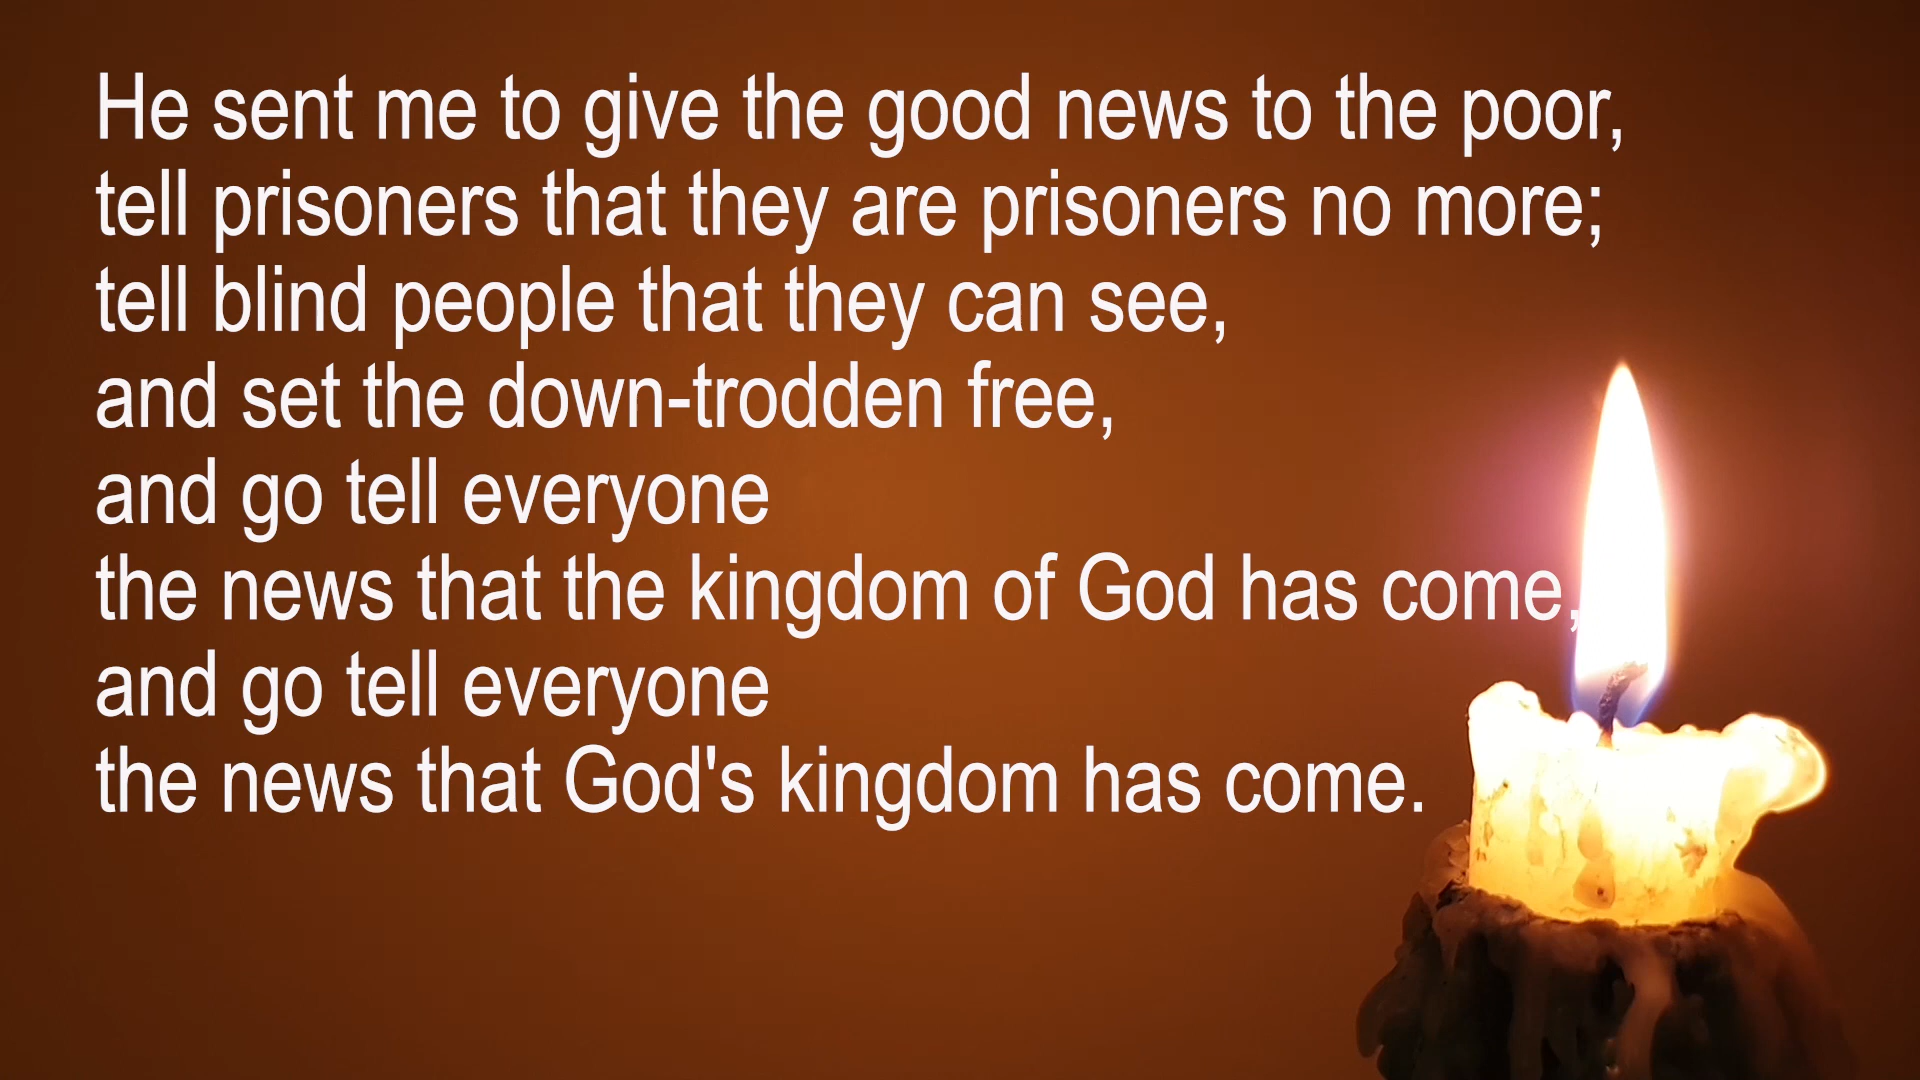 He sent me to give the good news to the poor,
tell prisoners that they are prisoners no more;
tell blind people that they can see,
and set the down-trodden free,
and go tell everyone
the news that the kingdom of God has come,
and go tell everyone
the news that God's kingdom has come.